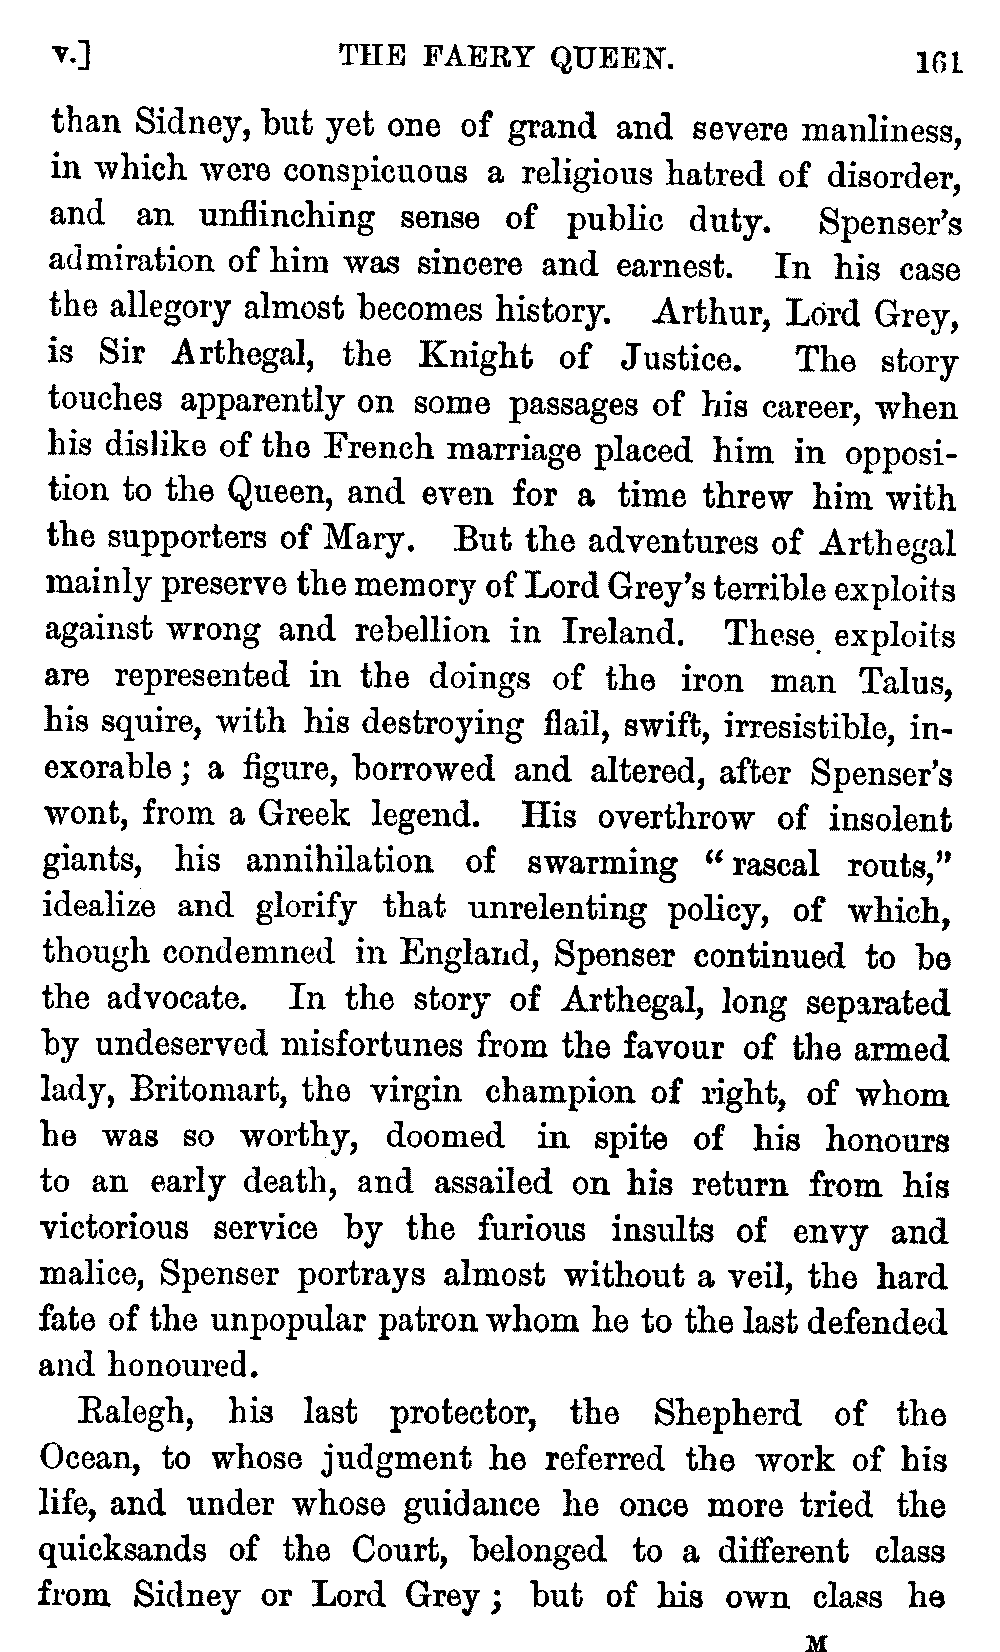 v.] THE FAERY QUEEN. 161
than Sidney, but yet one of grand and severe manliness,
in which were conspicuous a religious hatred of disorder,
and an unflinching sense of public duty. Spenser's
admiration of him was sincere and earnest. In his case
the allegory almost becomes history. Arthur, Lord Grey,
is Sir Arthegal, the Knight of Justice. The story
touches apparently on some passages of his career, when
his dislike of the French marriage placed him in opposi-
tion to the Queen, and even for a time threw him with
the supporters of Mary. But the adventures of Arthegal
mainly preserve the memory of Lord Grey's terrible exploits
against wrong and rebellion in Ireland. These exploits
are represented in the doings of the iron man Talus,
his squire, with his destroying flail, swift, irresistible, in-
exorable; a figure, borrowed and altered, after Spenser's
wont, from a Greek legend. His overthrow of insolent
giants, his annihilation of swarming "rascal routs,"
idealize and glorify that unrelenting policy, of which,
though condemned in England, Spenser continued to be
the advocate. In the story of Arthegal, long separated
by undeserved misfortunes from the favour of the armed
lady, Britomart, the virgin champion of right, of whom
he was so worthy, doomed in spite of his honours
to an early death, and assailed on his return from his
victorious service by the furious insults of envy and
malice, Spenser portrays almost without a veil, the hard
fate of the unpopular patron whom he to the last defended
and honoured.
Ralegh, his last protector, the Shepherd of the
Ocean, to whose judgment he referred the work of his
life, and under whose guidance he once more tried the
quicksands of the Court, belonged to a different class
from Sidney or Lord Grey; but of his own class he
M